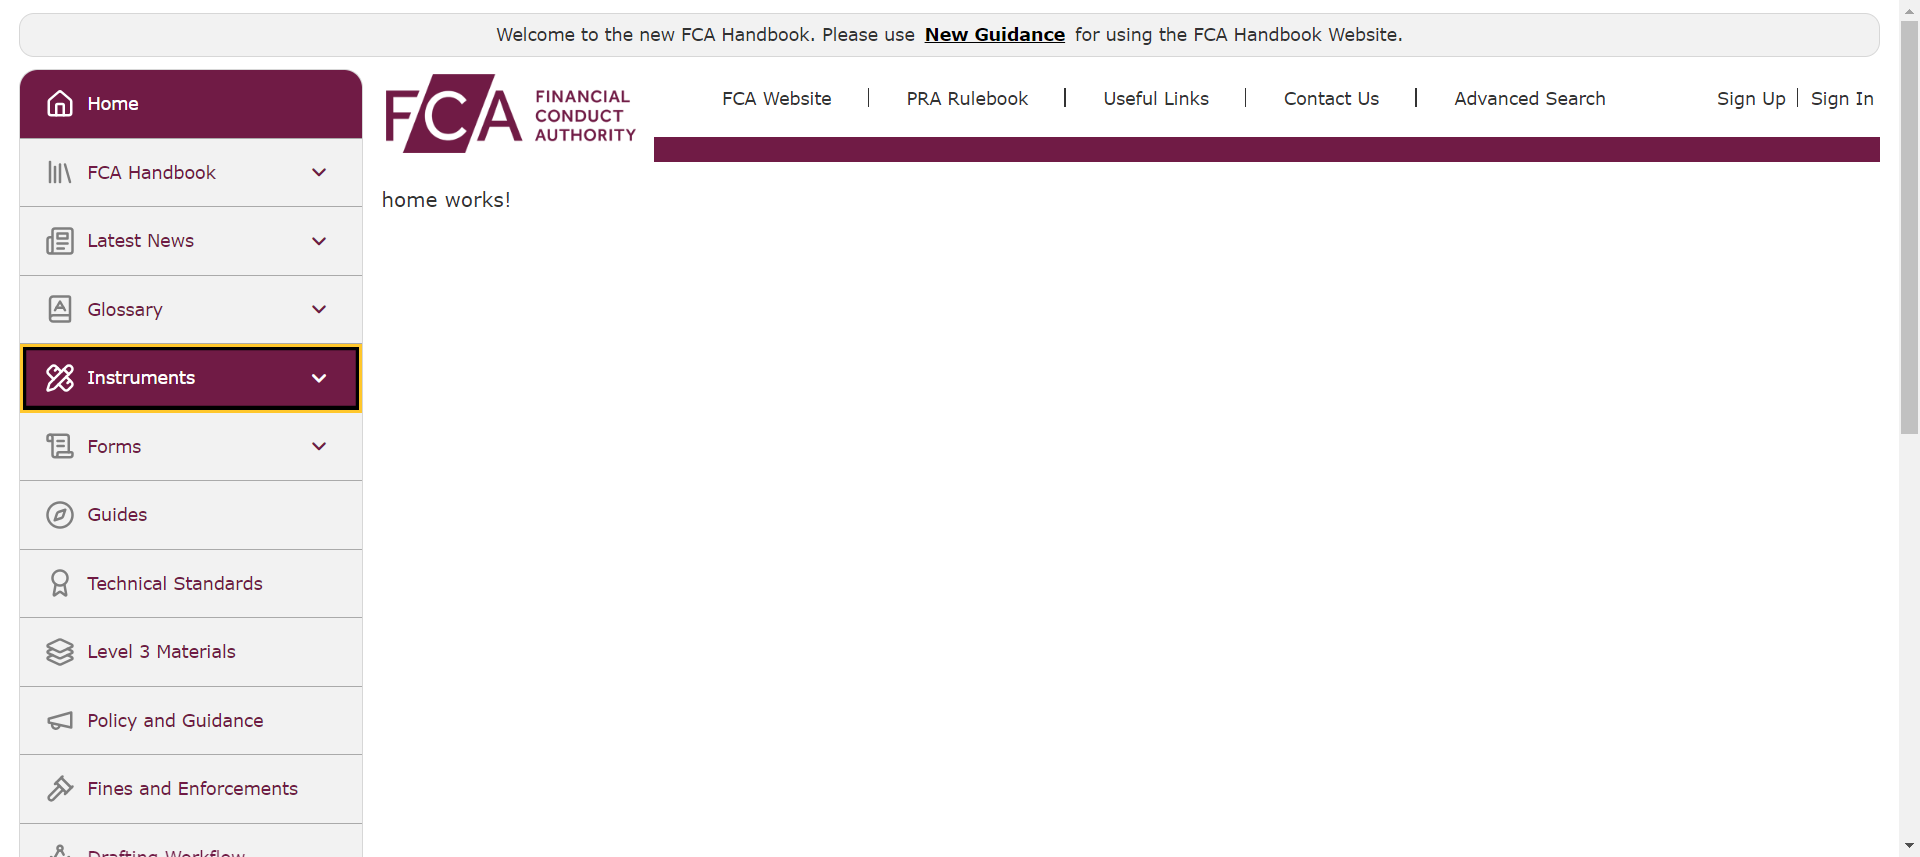 Welcome to the new FCA Handbook. Please use New Guidance for using the FCA Handbook Website.
Home
FCA Handbook
Latest News
Glossary
Instruments
Forms
Guides
Technical Standards
Level 3 Materials
Policy and Guidance
Fines and Enforcements
Drafting Workflow
FCA FINANCIAL
CONDUCT
AUTHORITY
FCA Website | PRA Rulebook | Useful Links | Contact Us | Advanced Search
Sign Up | Sign In
home works!